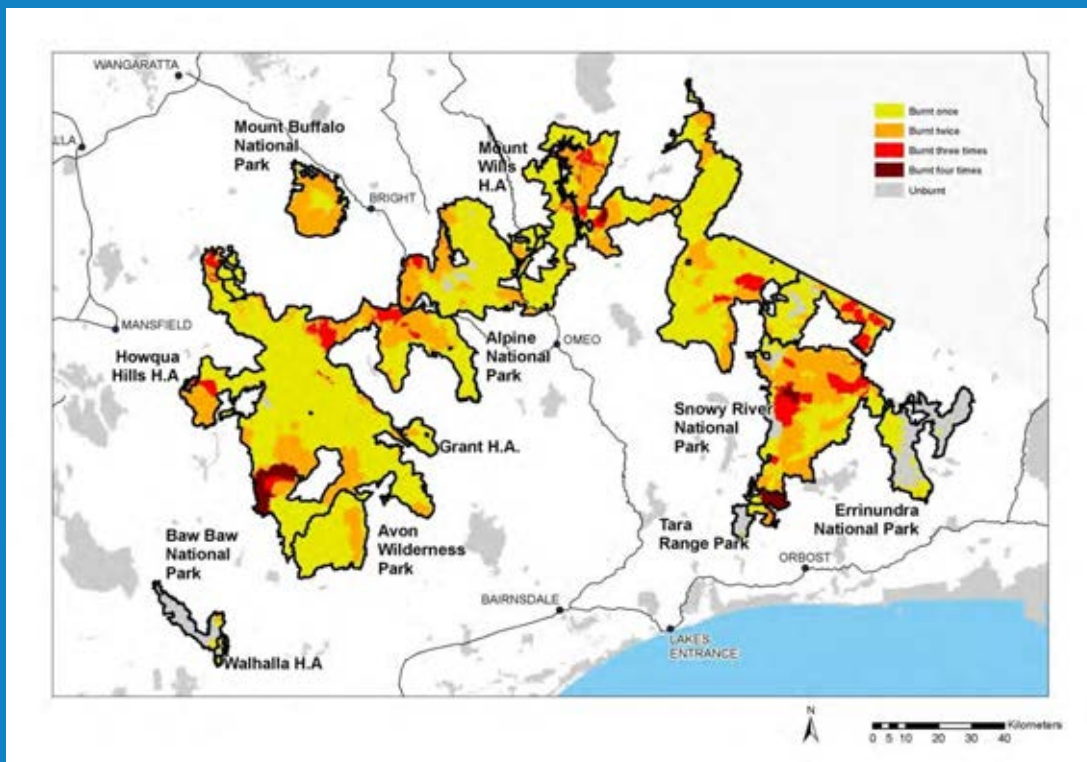 WANGARATTA
LLA
Mount Buffalo
National
Park
Mount
Wills
H.A
BRIGHT
Burnt once
Burnt twice
Burnt three times
Burnt four times
Unburnt
MANSFIELD
Howqua
Hills H.A
Alpine
National
Park
OMEO
Snowy River
National
Park
Grant H.A.
Errinundra
National Park
Tara
Range Park
Avon
Wilderness
Park
Baw Baw
National
Park
ORBOST
BAIRNSDALE
LAKES
ENTRANCE
Walhalla H.A
N
Kilometers
0 5 10 20 30 40